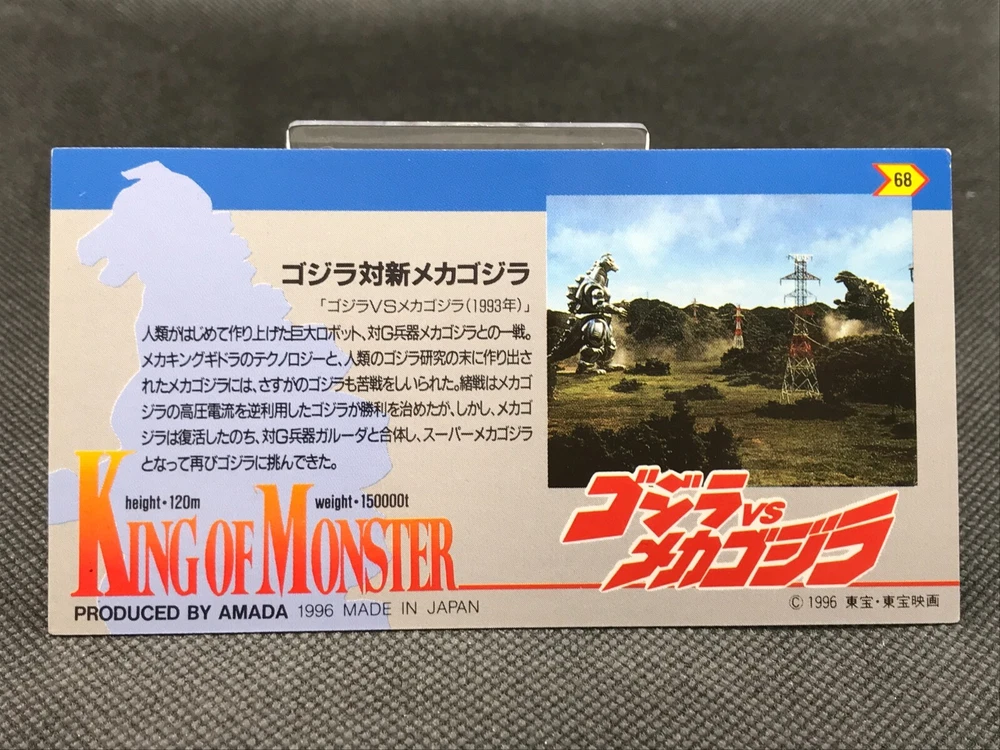 68
ゴジラ対新メカゴジラ
「ゴジラVSメカゴジラ(1993年)」
人類がはじめて作り上げた巨大ロボット、対G兵器メカゴジラとの一戦。
メカキングギドラのテクノロジーと、人類のゴジラ研究の末に作り出さ
れたメカゴジラには、さすがのゴジラも苦戦をしいられた。緒戦はメカゴ
ジラの高圧電流を逆利用したゴジラが勝利を治めたが、しかし、メカゴ
ジラは復活したのち、対G兵器ガルーダと合体し、スーパーメカゴジラ
となって再びゴジラに挑んできた。
height・120m weight・150000t
KING OF MONSTER
ゴジラVS
メカゴジラ
PRODUCED BY AMADA 1996 MADE IN JAPAN
© 1996 東宝・東宝映画